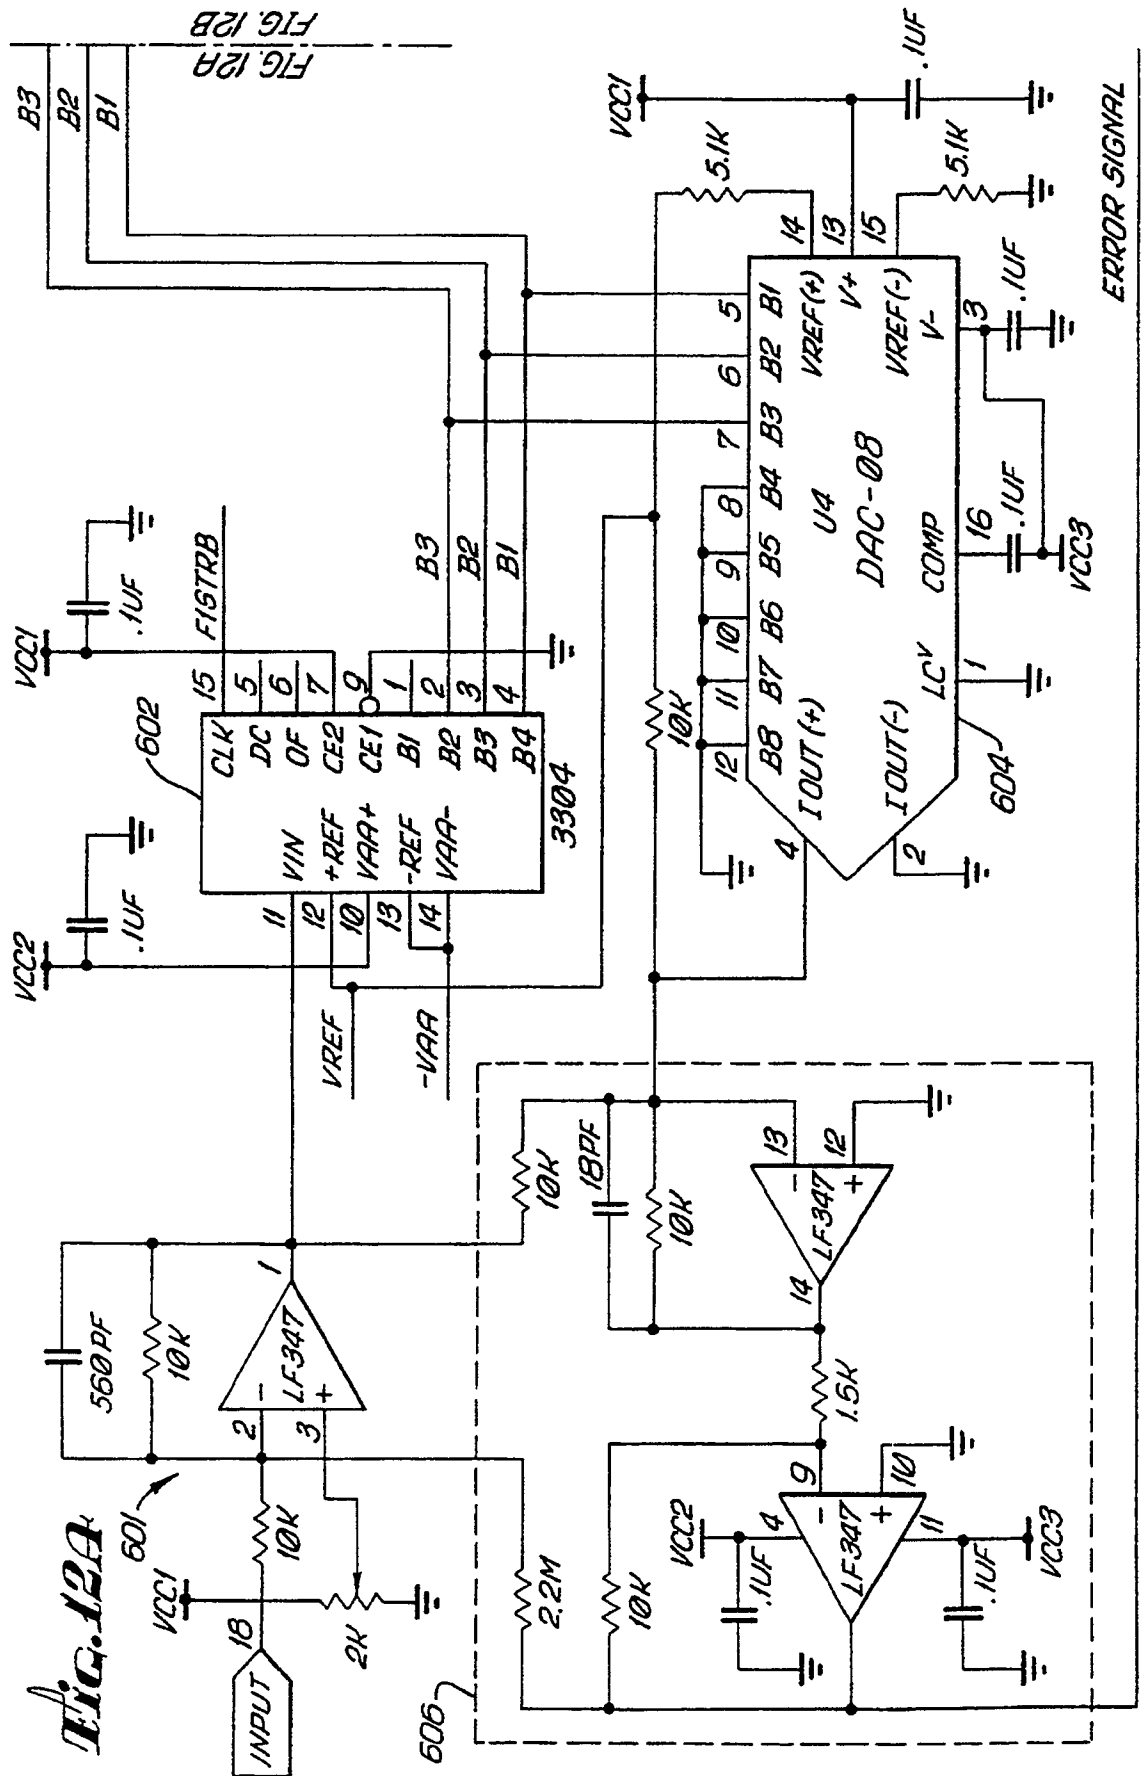 Fig. 12A
FIG. 12A
FIG. 12B
601
INPUT
18
VCC1
10K
2K
560PF
10K
2
3
LF347
1
VCC2
.1UF
11
12
10
13
14
VIN
+REF
VAA+
-REF
VAA-
VREF
-VAA
602
3304
CLK
DC
OF
CE2
CE1
B1
B2
B3
B4
15
5
6
7
9
1
2
3
4
F1STRB
VCC1
.1UF
B3
B2
B1
B3
B2
B1
606
2.2M
10K
VCC2
.1UF
4
9
10
11
LF347
.1UF
VCC3
1.5K
14
LF347
13
12
18PF
10K
10K
10K
5.1K
VCC1
.1UF
5.1K
12
11
10
9
8
7
6
5
B8
B7
B6
B5
B4
B3
B2
B1
4
IOUT(+)
2
IOUT(-)
U4
DAC-08
14
13
15
VREF(+)
V+
VREF(-)
V-
3
.1UF
LCV
1
COMP
16
.1UF
VCC3
604
ERROR SIGNAL